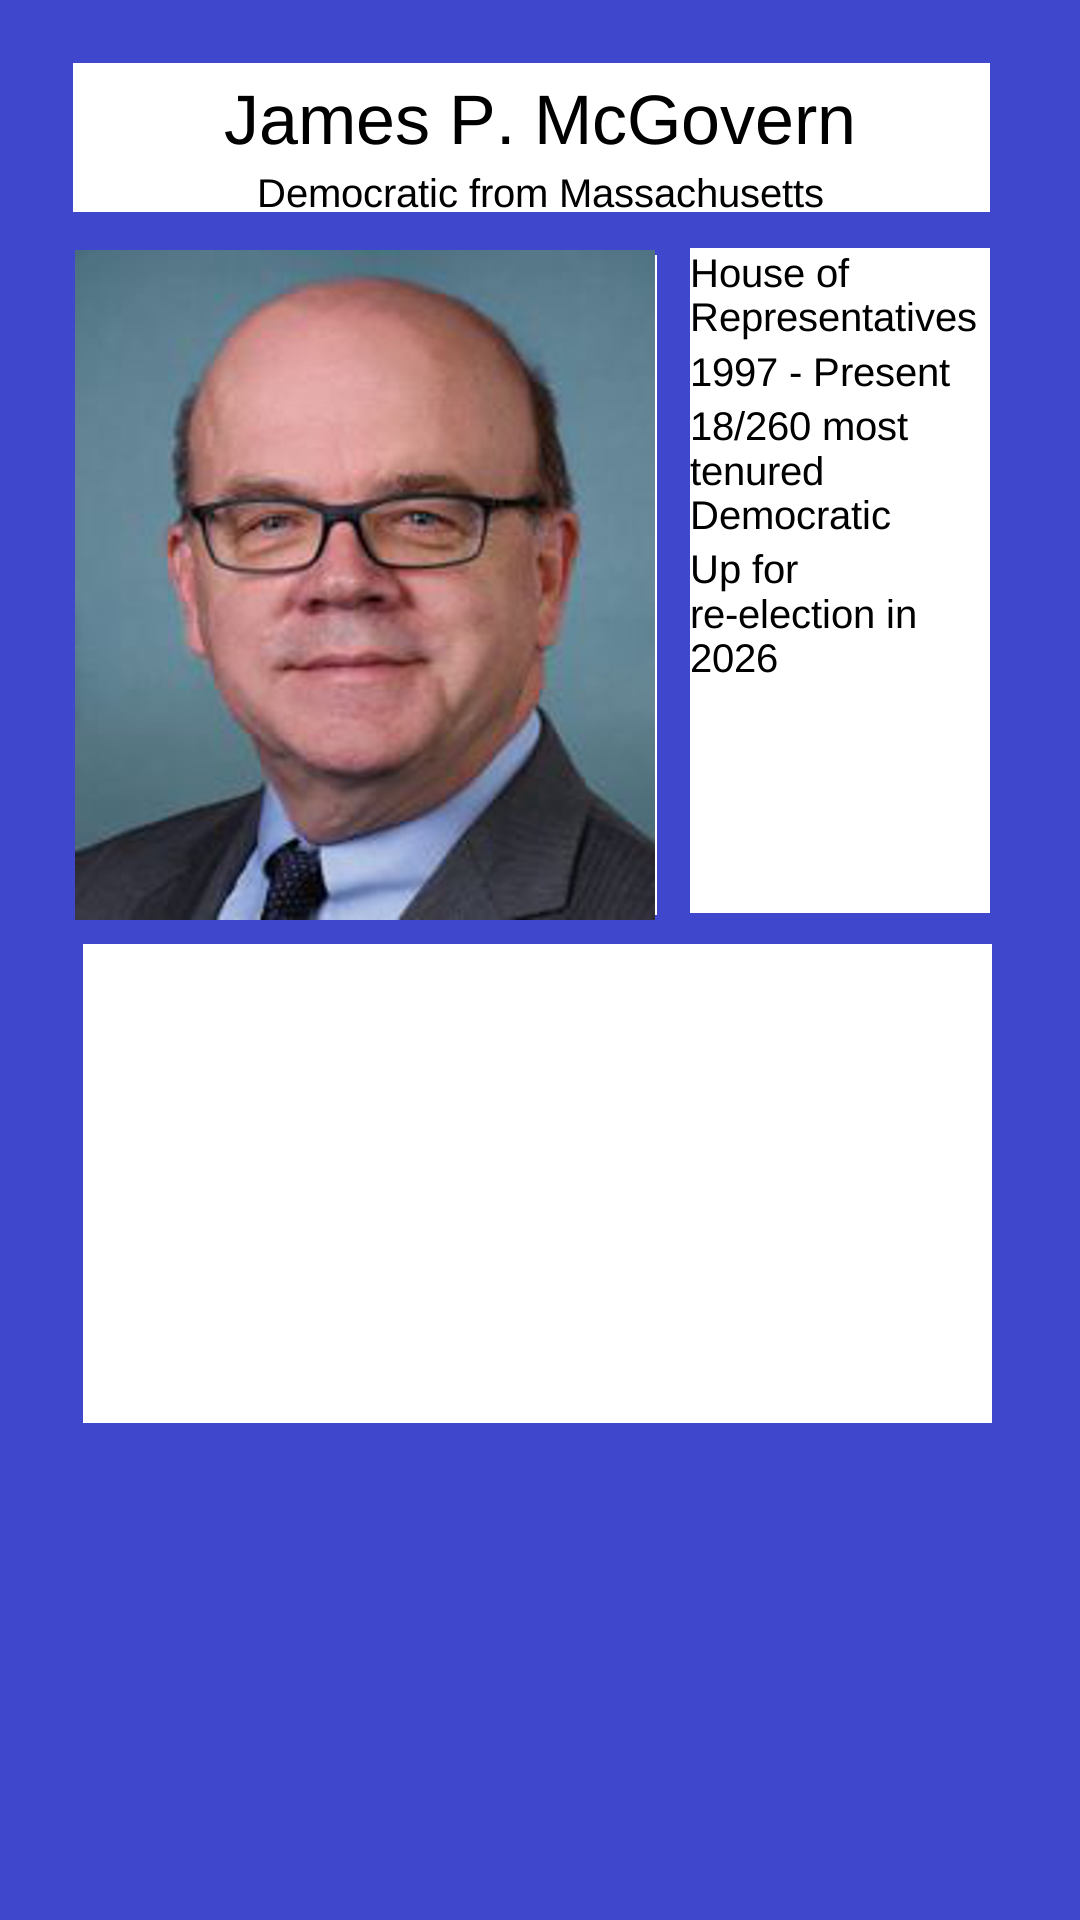 James P. McGovern
Democratic from Massachusetts
House of
Representatives
1997 - Present
18/260 most
tenured
Democratic
Up for
re-election in
2026